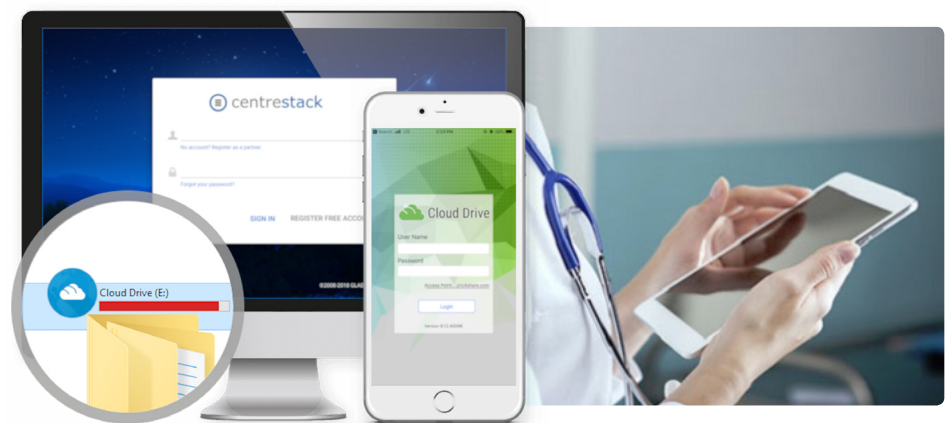 centrestack
No account? Register as a partner.
Forgot your password?
SIGN IN REGISTER FREE
Cloud Drive (E:)
Cloud Drive
User Name
Password
Login